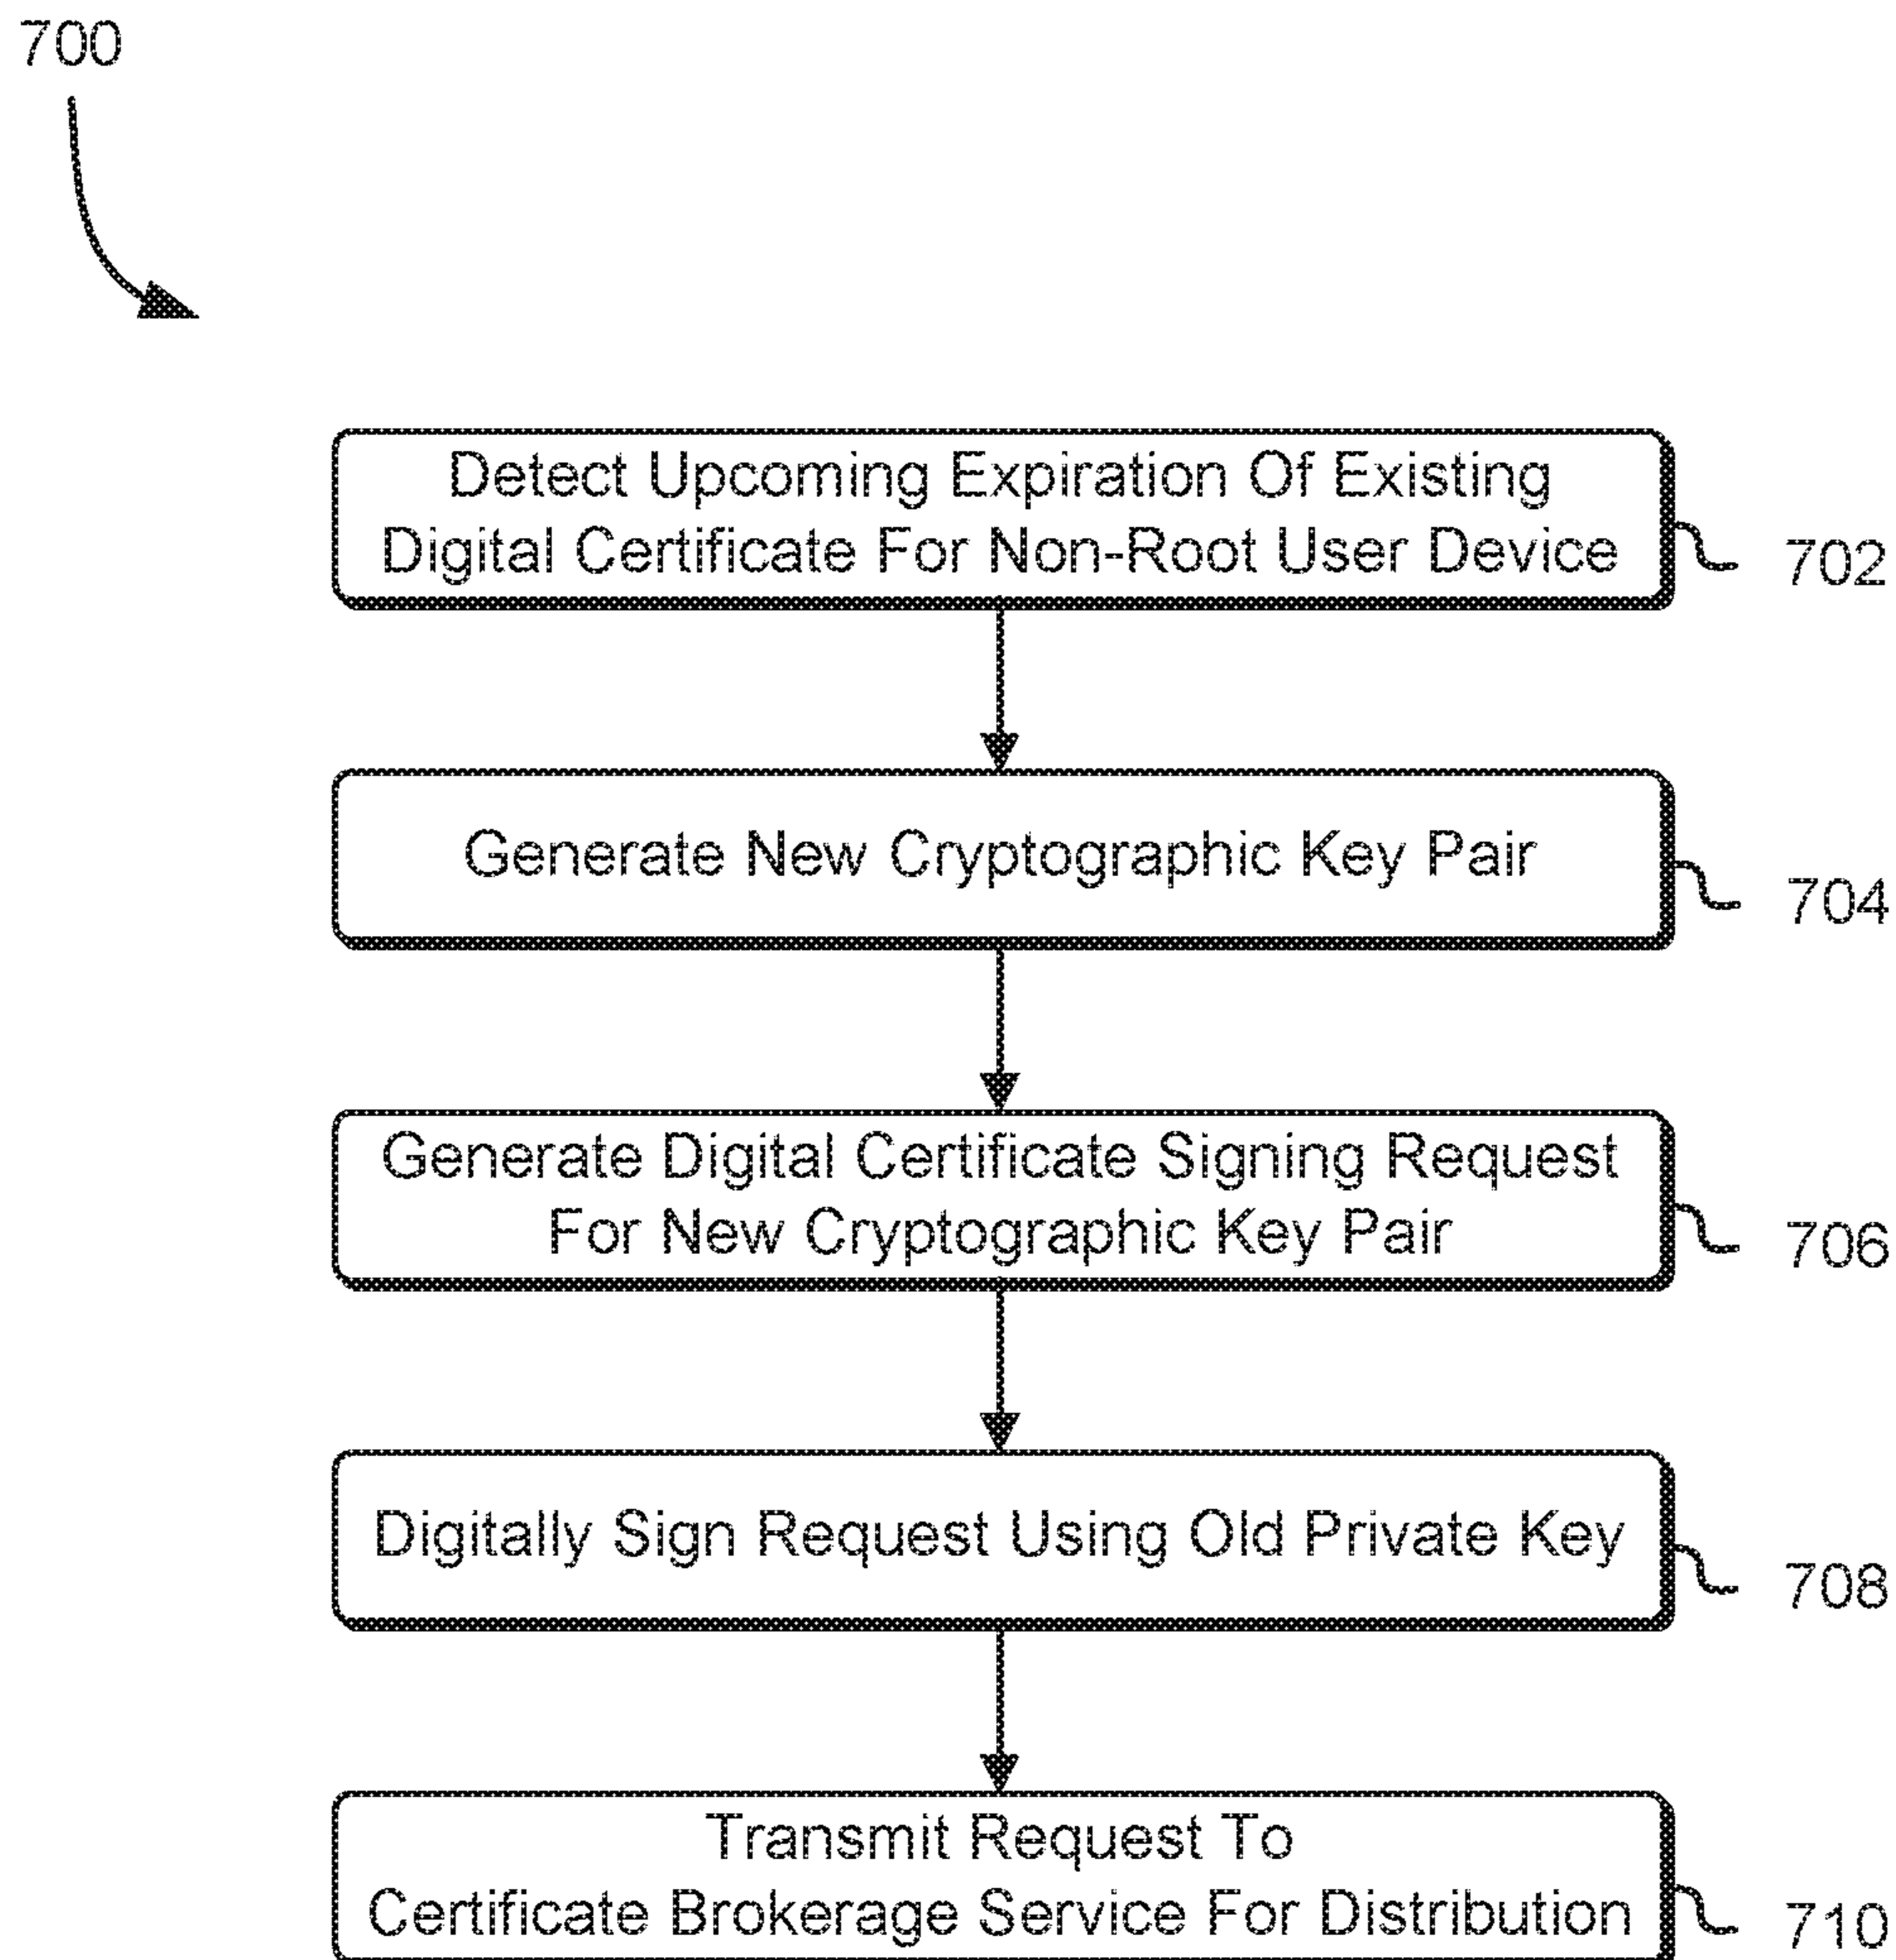 700
Detect Upcoming Expiration Of Existing
Digital Certificate For Non-Root User Device
702
Generate New Cryptographic Key Pair
704
Generate Digital Certificate Signing Request
For New Cryptographic Key Pair
706
Digitally Sign Request Using Old Private Key
708
Transmit Request To
Certificate Brokerage Service For Distribution
710